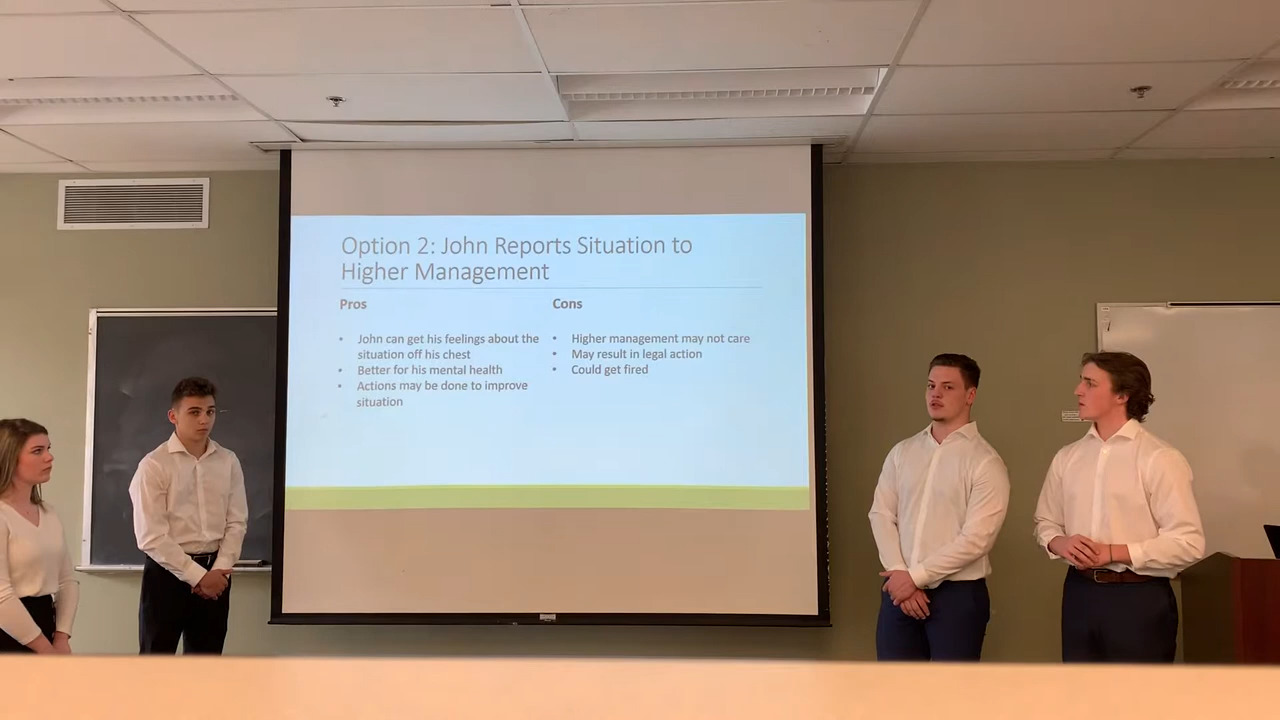 Option 2: John Reports Situation to
Higher Management
Pros
• John can get his feelings about the
situation off his chest
• Better for his mental health
• Actions may be done to improve
situation
Cons
• Higher management may not care
• May result in legal action
• Could get fired